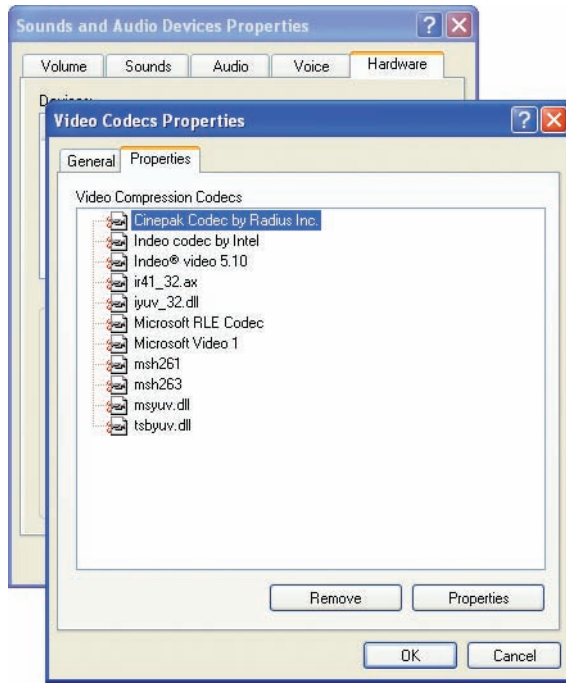 Sounds and Audio Devices Properties
Volume Sounds Audio Voice Hardware
Video Codecs Properties
General Properties
Video Compression Codecs
Cinepak Codec by Radius Inc.
Indeo codec by Intel
Indeo® video 5.10
ir41_32.ax
iyuv_32.dll
Microsoft RLE Codec
Microsoft Video 1
msh261
msh263
msyuv.dll
tsbyuv.dll
Remove Properties
OK Cancel